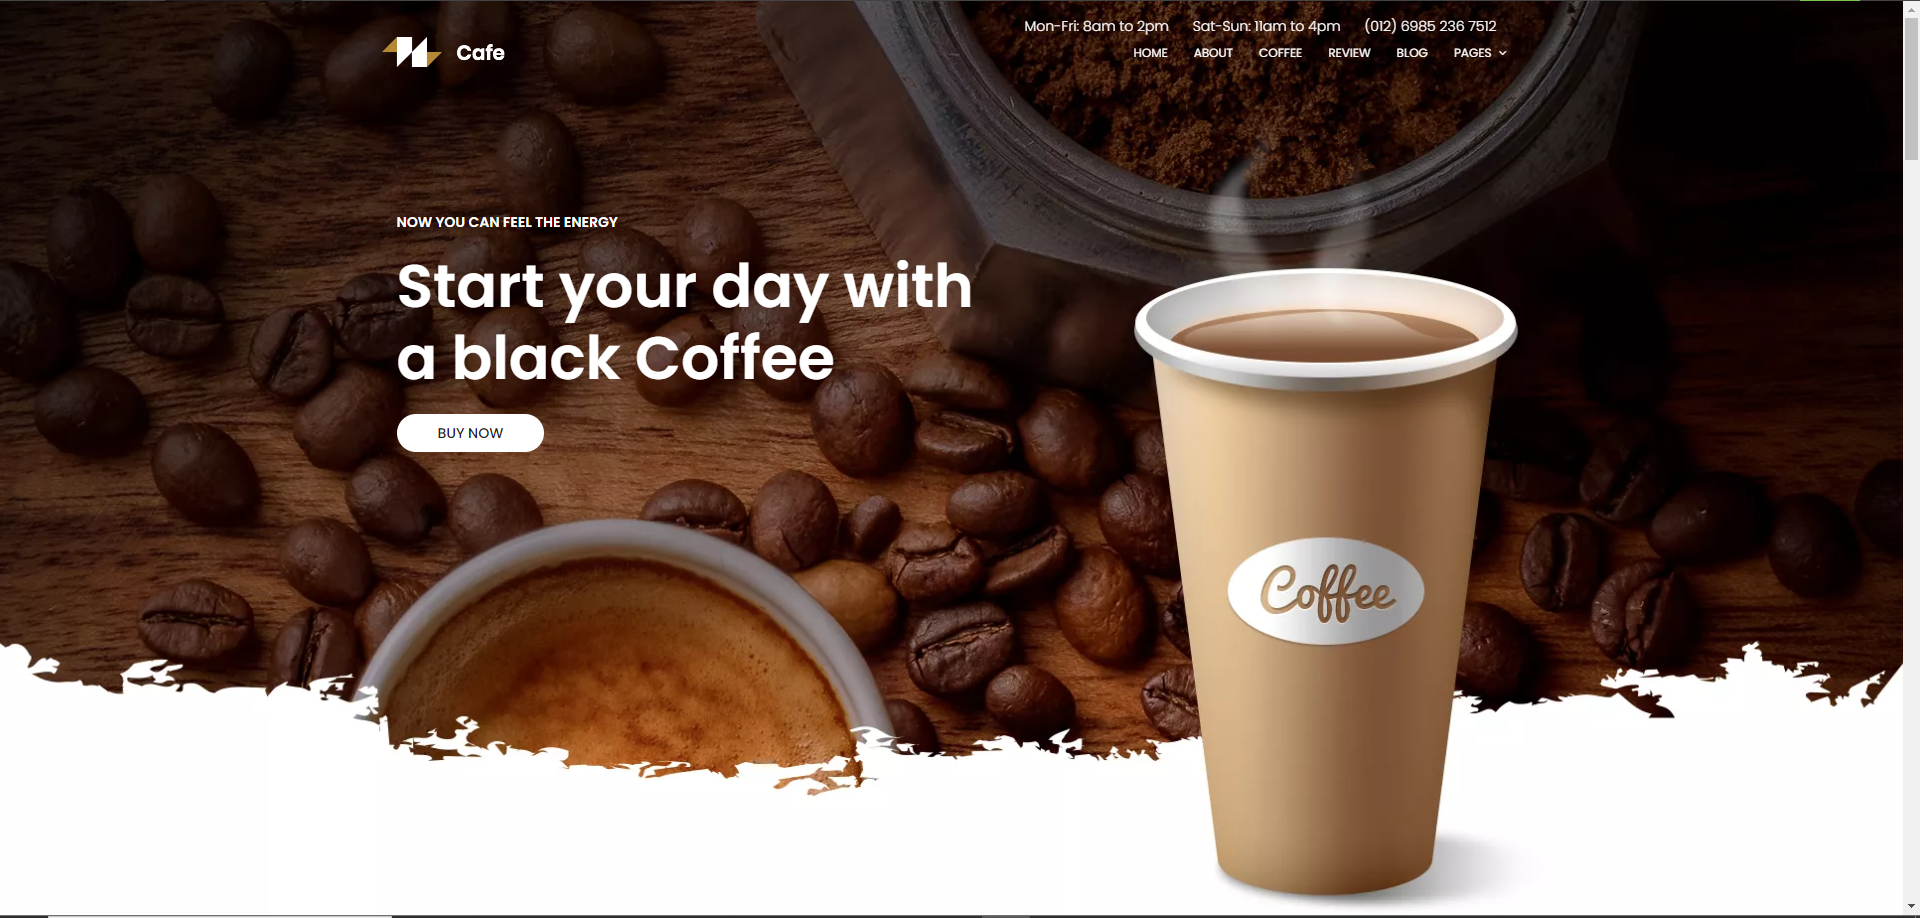 Cafe
Mon-Fri: 8am to 2pm Sat-Sun: 11am to 4pm (012) 6985 236 7512
HOME ABOUT COFFEE REVIEW BLOG PAGES
NOW YOU CAN FEEL THE ENERGY
Start your day with
a black Coffee
BUY NOW
Coffee